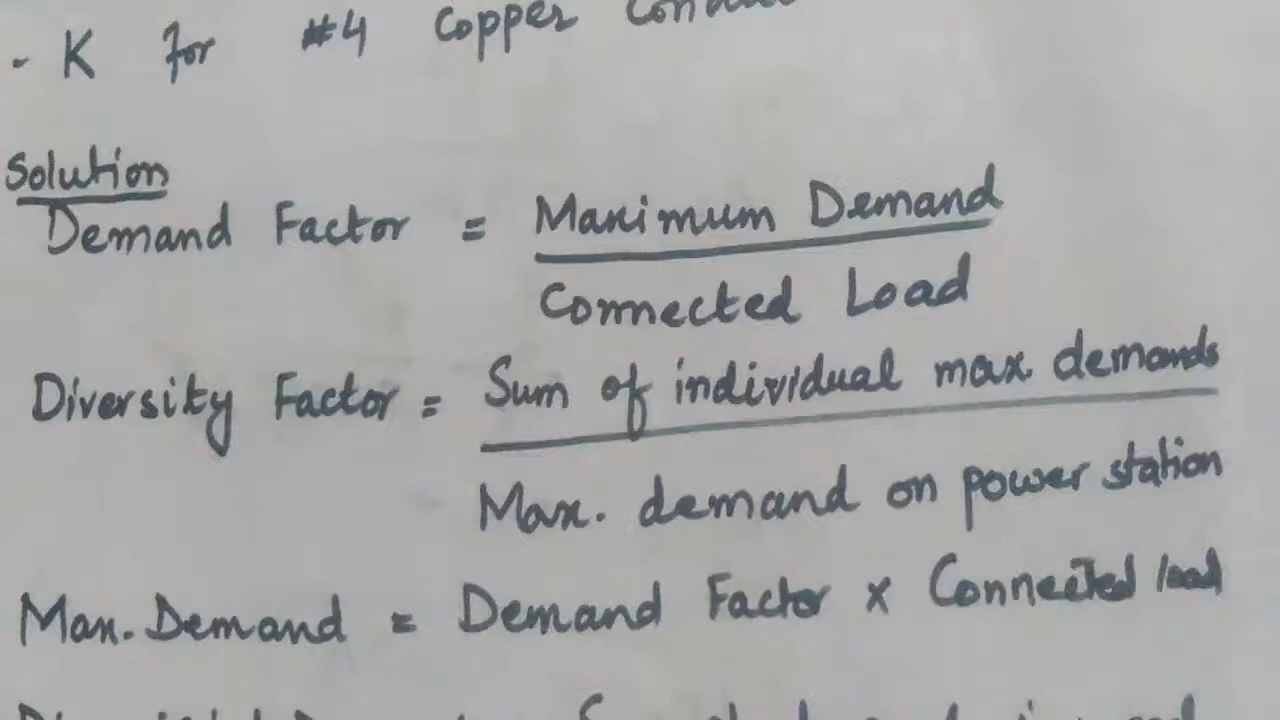 - K for #4 Copper
Solution
Demand Factor = Maximum Demand
Connected Load
Diversity Factor = Sum of individual max. demands
Max. demand on power station
Max. Demand = Demand Factor x Connected load